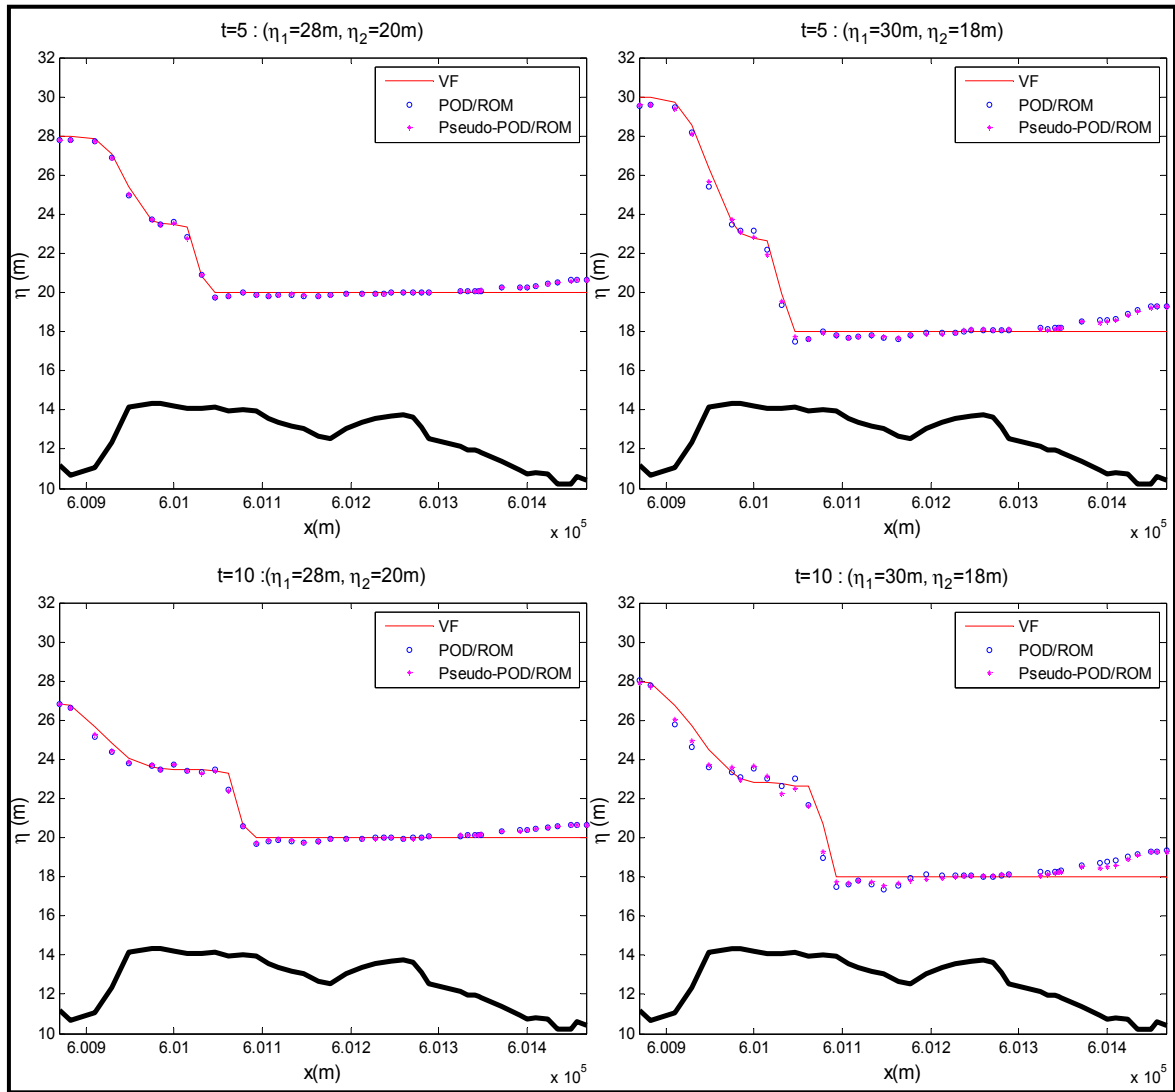 t=5 : (η1=28m, η2=20m)
32
30
28
26
24
22
20
18
16
14
12
10
η (m)
VF
POD/ROM
Pseudo-POD/ROM
6.009
6.01
6.011
6.012
6.013
6.014
x(m)
x 10^5
t=5 : (η1=30m, η2=18m)
32
30
28
26
24
22
20
18
16
14
12
10
η (m)
VF
POD/ROM
Pseudo-POD/ROM
6.009
6.01
6.011
6.012
6.013
6.014
x(m)
x 10^5
t=10 :(η1=28m, η2=20m)
32
30
28
26
24
22
20
18
16
14
12
10
η (m)
VF
POD/ROM
Pseudo-POD/ROM
6.009
6.01
6.011
6.012
6.013
6.014
x(m)
x 10^5
t=10 : (η1=30m, η2=18m)
32
30
28
26
24
22
20
18
16
14
12
10
η (m)
VF
POD/ROM
Pseudo-POD/ROM
6.009
6.01
6.011
6.012
6.013
6.014
x(m)
x 10^5